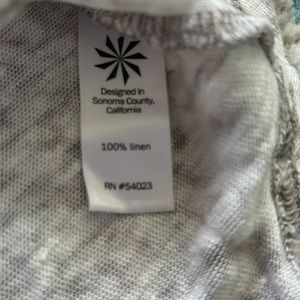 Designed in
Sonoma County,
California
100% linen
RN #54023